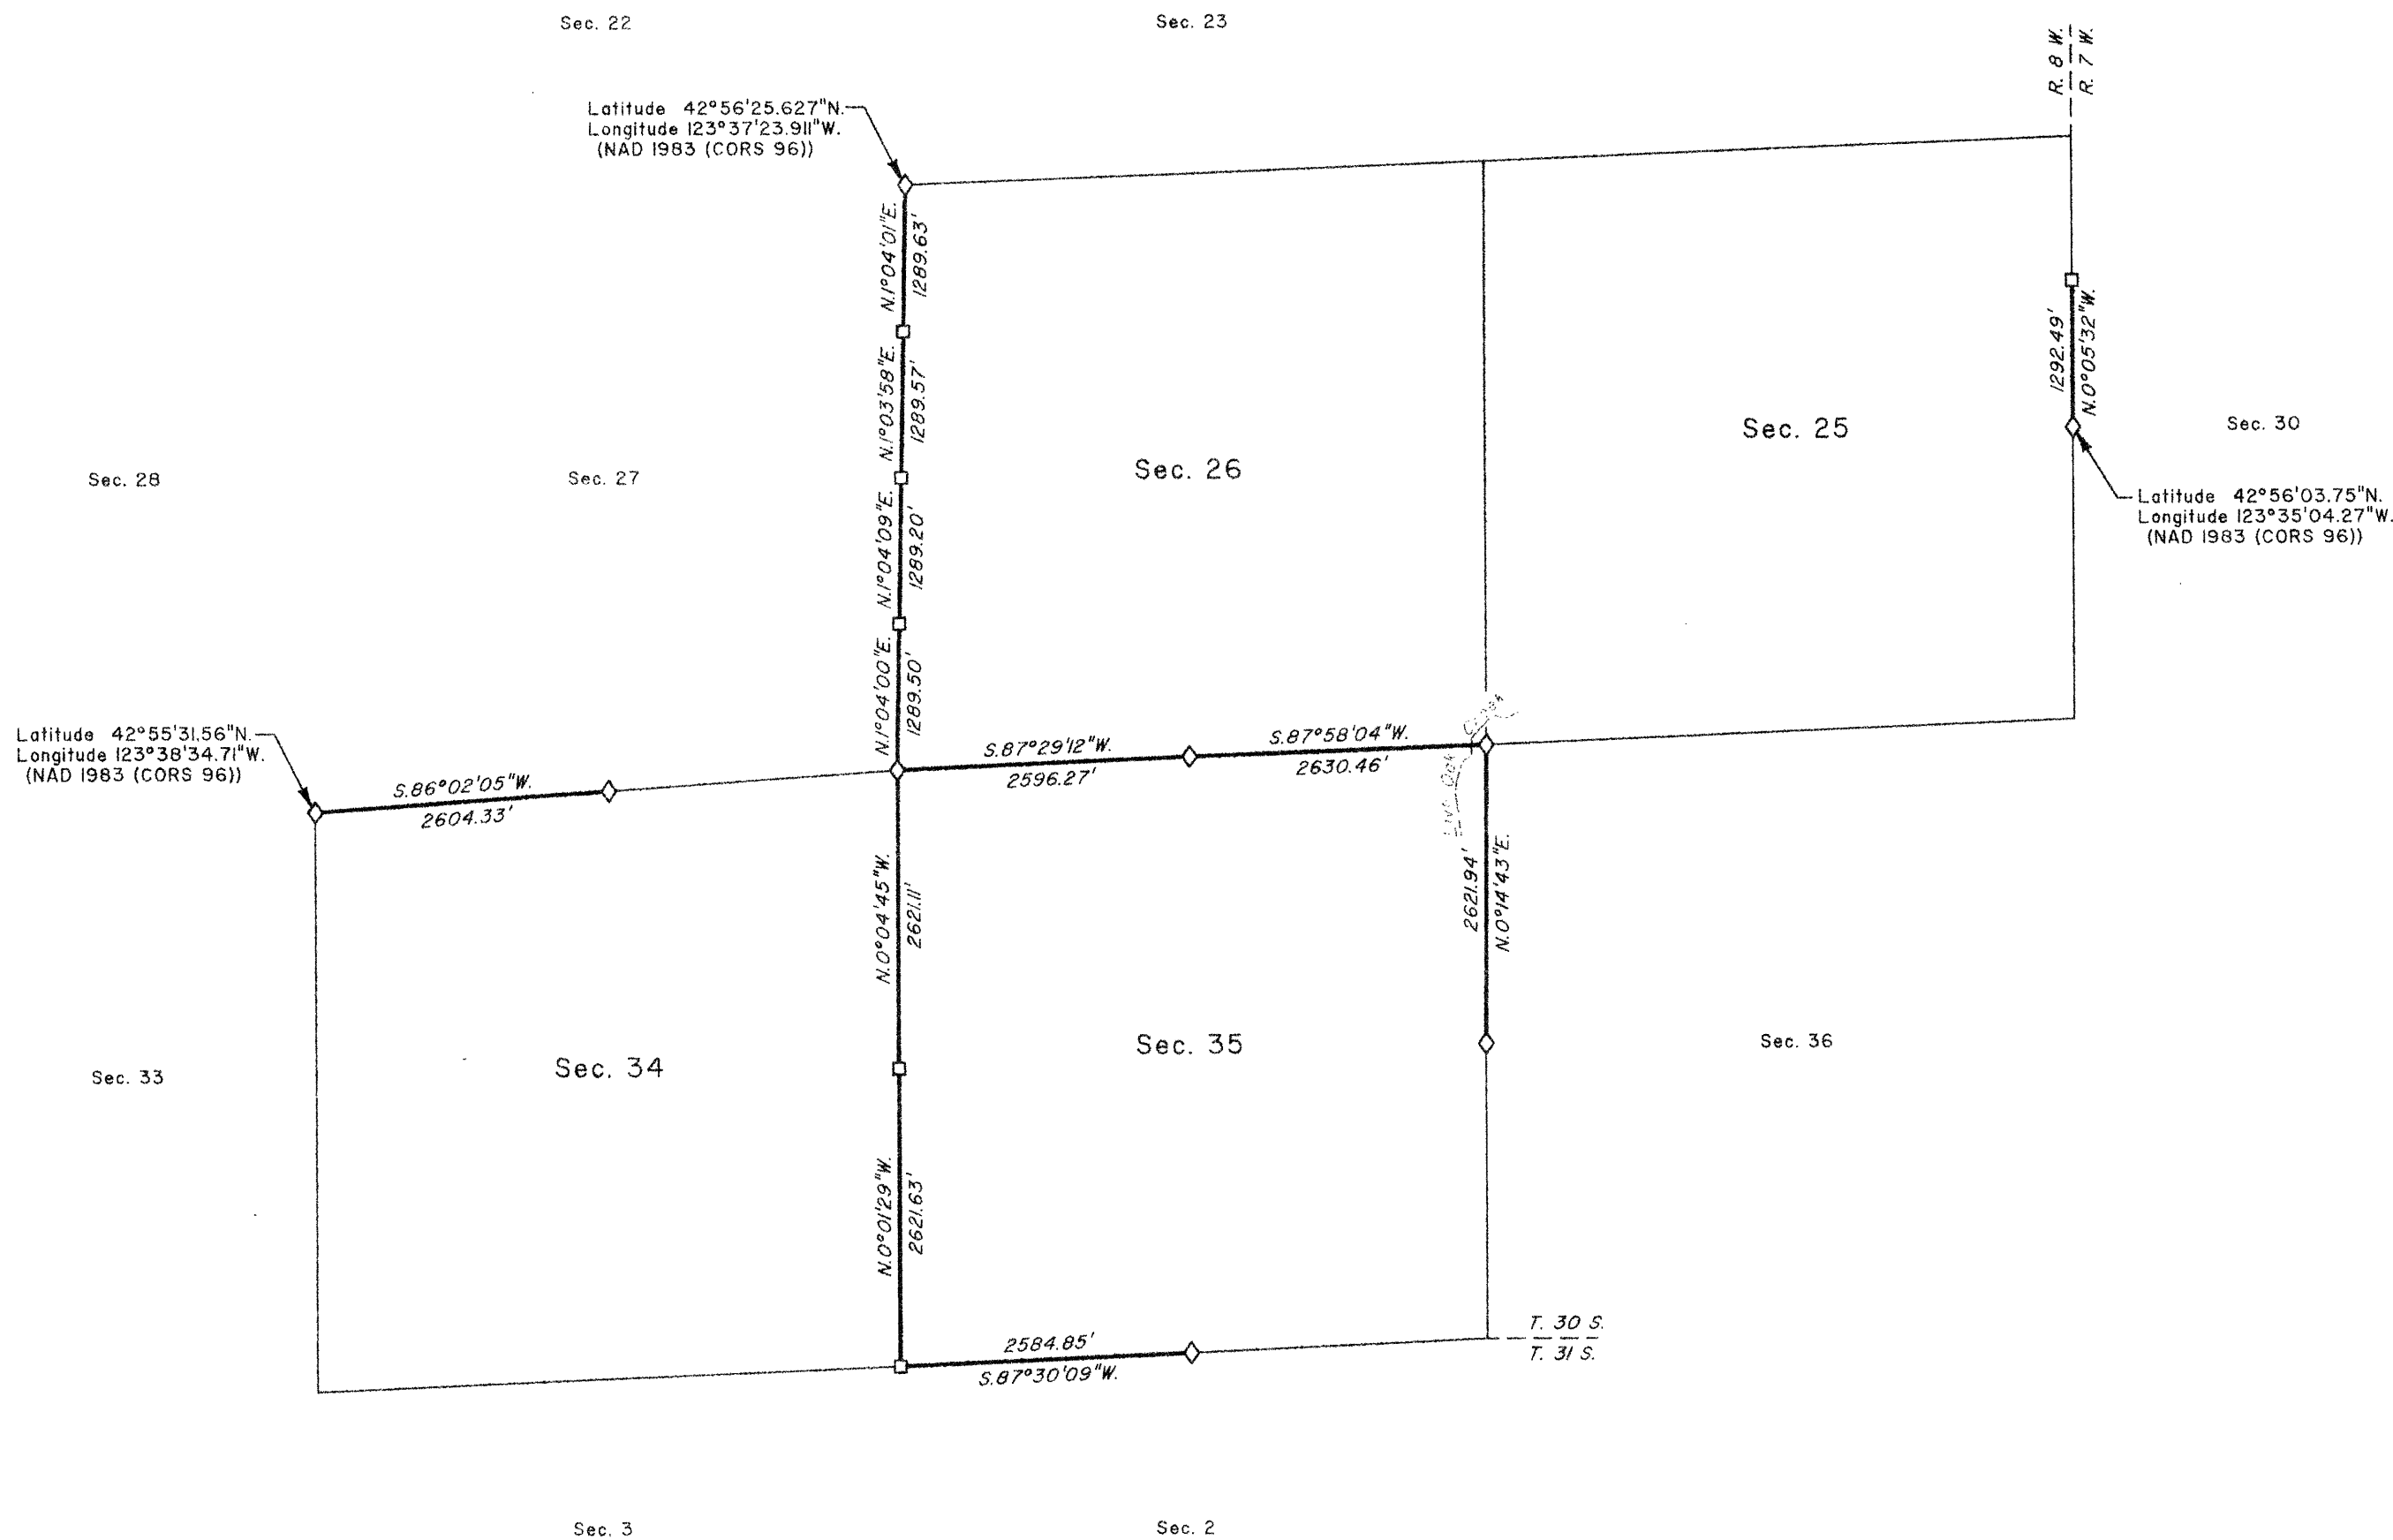 Sec. 22
Sec. 23
R. 8 W.
R. 7 W.
Latitude 42°56'25.627"N.
Longitude 123°37'23.911"W.
(NAD 1983 (CORS 96))
N.1°04'01"E.
1289.63'
N.1°03'58"E.
1289.57'
1292.49'
N.0°05'32"W.
Sec. 28
Sec. 27
Sec. 26
Sec. 25
Sec. 30
N.1°04'09"E.
1289.20'
Latitude 42°56'03.75"N.
Longitude 123°35'04.27"W.
(NAD 1983 (CORS 96))
N.1°04'00"E.
1289.50'
Latitude 42°55'31.56"N.
Longitude 123°38'34.71"W.
(NAD 1983 (CORS 96))
S.86°02'05"W.
2604.33'
S.87°29'12"W.
2596.27'
S.87°58'04"W.
2630.46'
Live Oak Creek
N.0°04'45"W.
2621.11'
2621.94'
N.0°14'43"E.
Sec. 33
Sec. 34
Sec. 35
Sec. 36
N.0°01'29"W.
2621.63'
2584.85'
S.87°30'09"W.
T. 30 S.
T. 31 S.
Sec. 3
Sec. 2